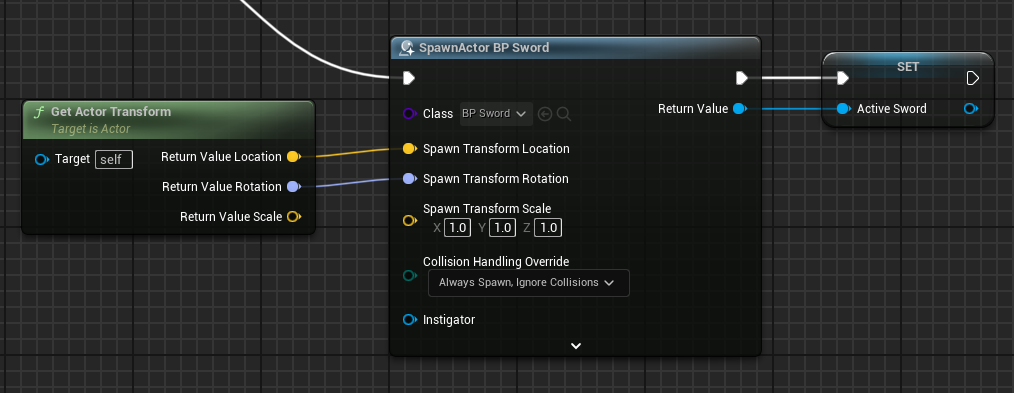 SpawnActor BP Sword
SET
Get Actor Transform
Target is Actor
Class BP Sword
Return Value
Active Sword
Target self
Return Value Location
Spawn Transform Location
Return Value Rotation
Spawn Transform Rotation
Return Value Scale
Spawn Transform Scale
X 1.0 Y 1.0 Z 1.0
Collision Handling Override
Always Spawn, Ignore Collisions
Instigator